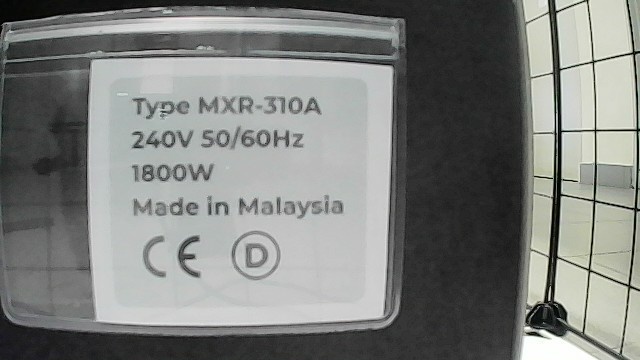 Type MXR-310A
240V 50/60Hz
1800W
Made in Malaysia
CE D